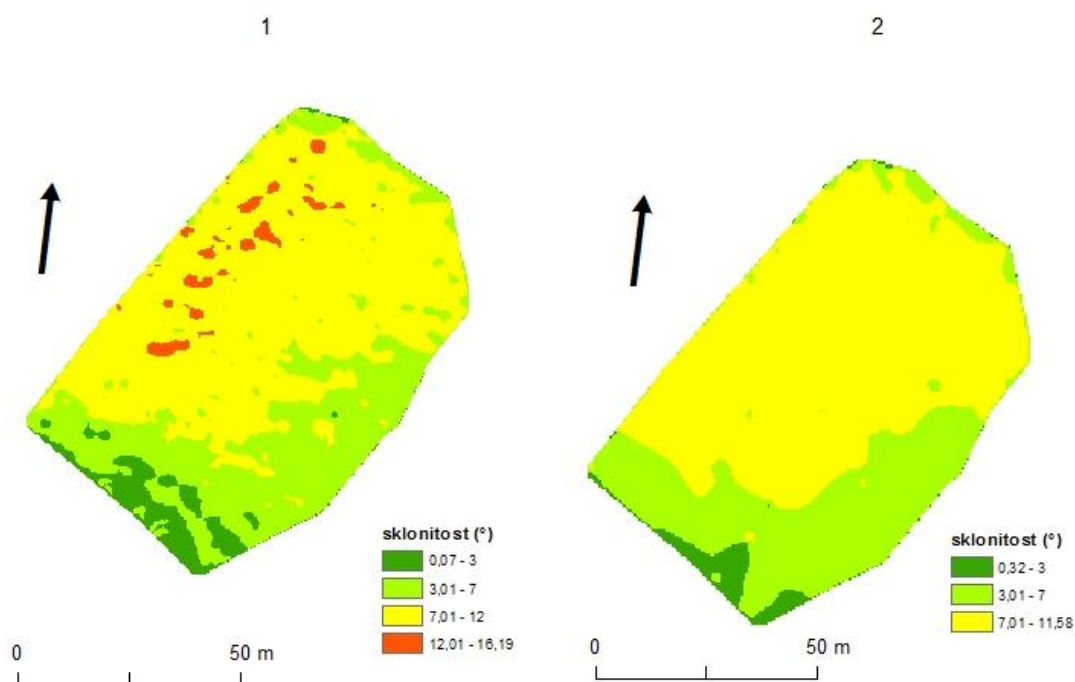 1
2
sklonitost (°)
0,07 - 3
3,01 - 7
7,01 - 12
12,01 - 16,19
0
50 m
sklonitost (°)
0,32 - 3
3,01 - 7
7,01 - 11,58
0
50 m